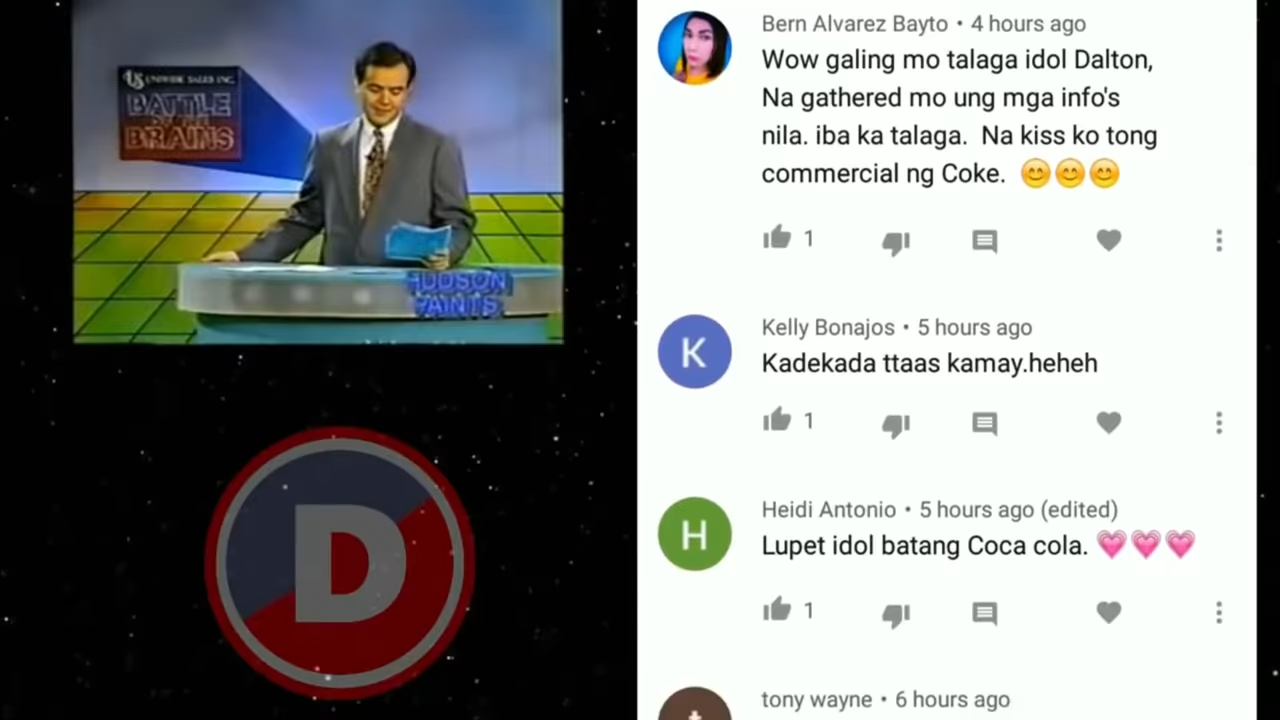 US UNIWIDE SALES INC.
BATTLE
OF THE
BRAINS
HUDSON
PAINTS
D
Bern Alvarez Bayto • 4 hours ago
Wow galing mo talaga idol Dalton,
Na gathered mo ung mga info's
nila. iba ka talaga. Na kiss ko tong
commercial ng Coke. 😊😊😊
1
K
Kelly Bonajos • 5 hours ago
Kadekada ttaas kamay.heheh
1
H
Heidi Antonio • 5 hours ago (edited)
Lupet idol batang Coca cola. 💗💗💗
1
tony wayne • 6 hours ago